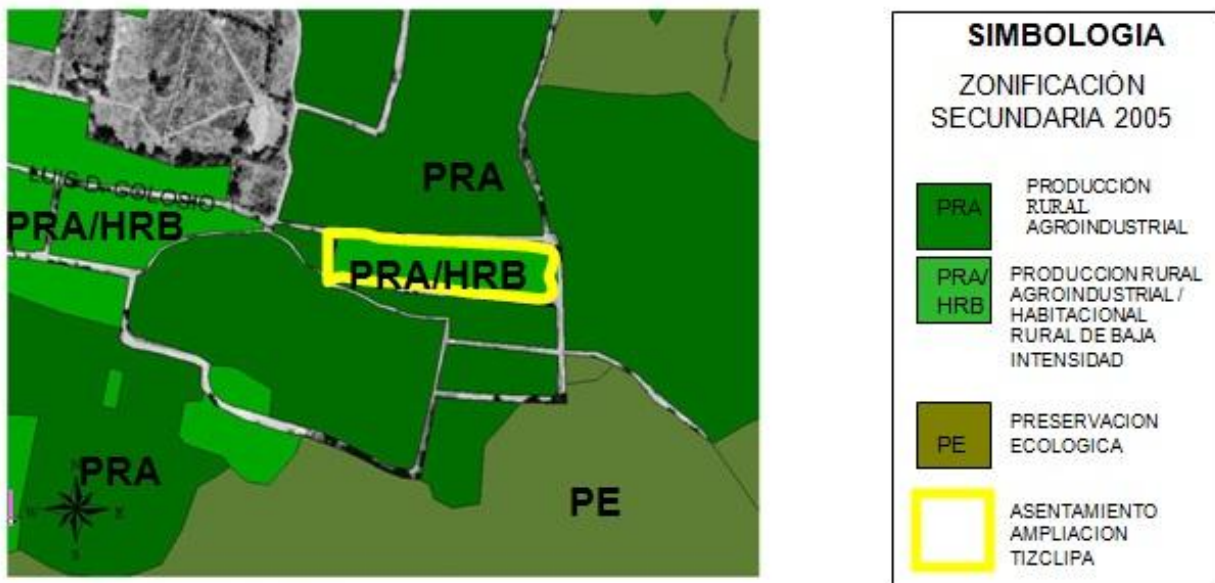 PRA
LUIS D. COLOSIO
PRA/HRB
PRA/HRB
PRA
PE
N
W
E
S
SIMBOLOGIA
ZONIFICACIÓN
SECUNDARIA 2005
PRA
PRODUCCIÓN
RURAL
AGROINDUSTRIAL
PRA/
HRB
PRODUCCION RURAL
AGROINDUSTRIAL /
HABITACIONAL
RURAL DE BAJA
INTENSIDAD
PE
PRESERVACION
ECOLOGICA
ASENTAMIENTO
AMPLIACION
TIZCLIPA